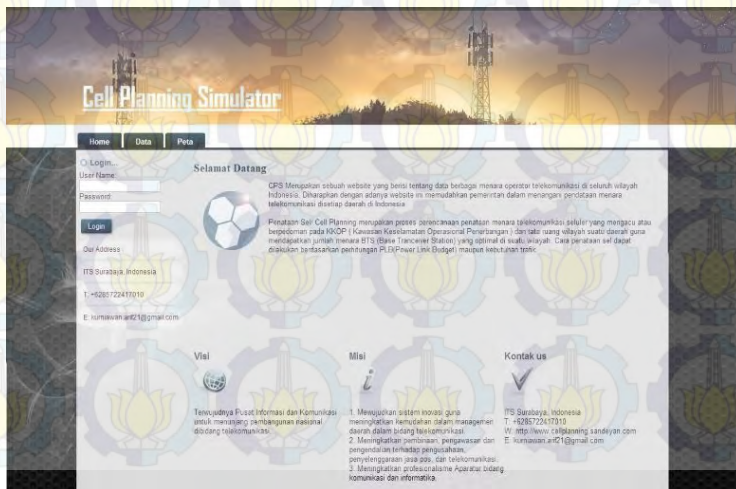 Cell Planning Simulator
Home Data Peta
Login...
User Name:
Password:
Login
Our Address
ITS Surabaya, Indonesia
T: +6285722417010
E: kurniawan.arif21@gmail.com
Selamat Datang
CPS Merupakan sebuah website yang berisi tentang data berbagai menara operator telekomunikasi di seluruh wilayah
Indonesia. Diharapkan dengan adanya website ini memudahkan pemerintah dalam menangani pendataan menara
telekomunikasi disetiap daerah di Indonesia
Penataan Sell Cell Planning merupakan proses perencanaan penataan menara telekomunikasi seluler yang mengacu atau
berpedoman pada KKOP ( Kawasan Keselamatan Operasional Penerbangan ) dan tata ruang wilayah suatu daerah guna
mendapatkan jumlah menara BTS (Base Tranceiver Station) yang optimal di suatu wilayah. Cara penataan sel dapat
dilakukan berdasarkan perhitungan PLB(Power Link Budget) maupun kebutuhan trafic.
Visi
Terwujudnya Pusat Informasi dan Komunikasi
untuk menunjang pembangunan nasional
dibidang telekomunikasi
Misi
1. Mewujudkan sistem inovasi guna
meningkatkan kemudahan dalam managemen
daerah dalam bidang telekomunikasi.
2. Meningkatkan pembinaan, pengawasan dan
pengendalian terhadap pengusahaan,
penyelenggaraan jasa pos, dan telekomunikasi.
3. Meningkatkan profesionalisme Aparatur bidang
komunikasi dan informatika.
Kontak us
ITS Surabaya, Indonesia
T: +6285722417010
W: http://www.cellplanning.sandeyan.com
E: kurniawan.arif21@gmail.com